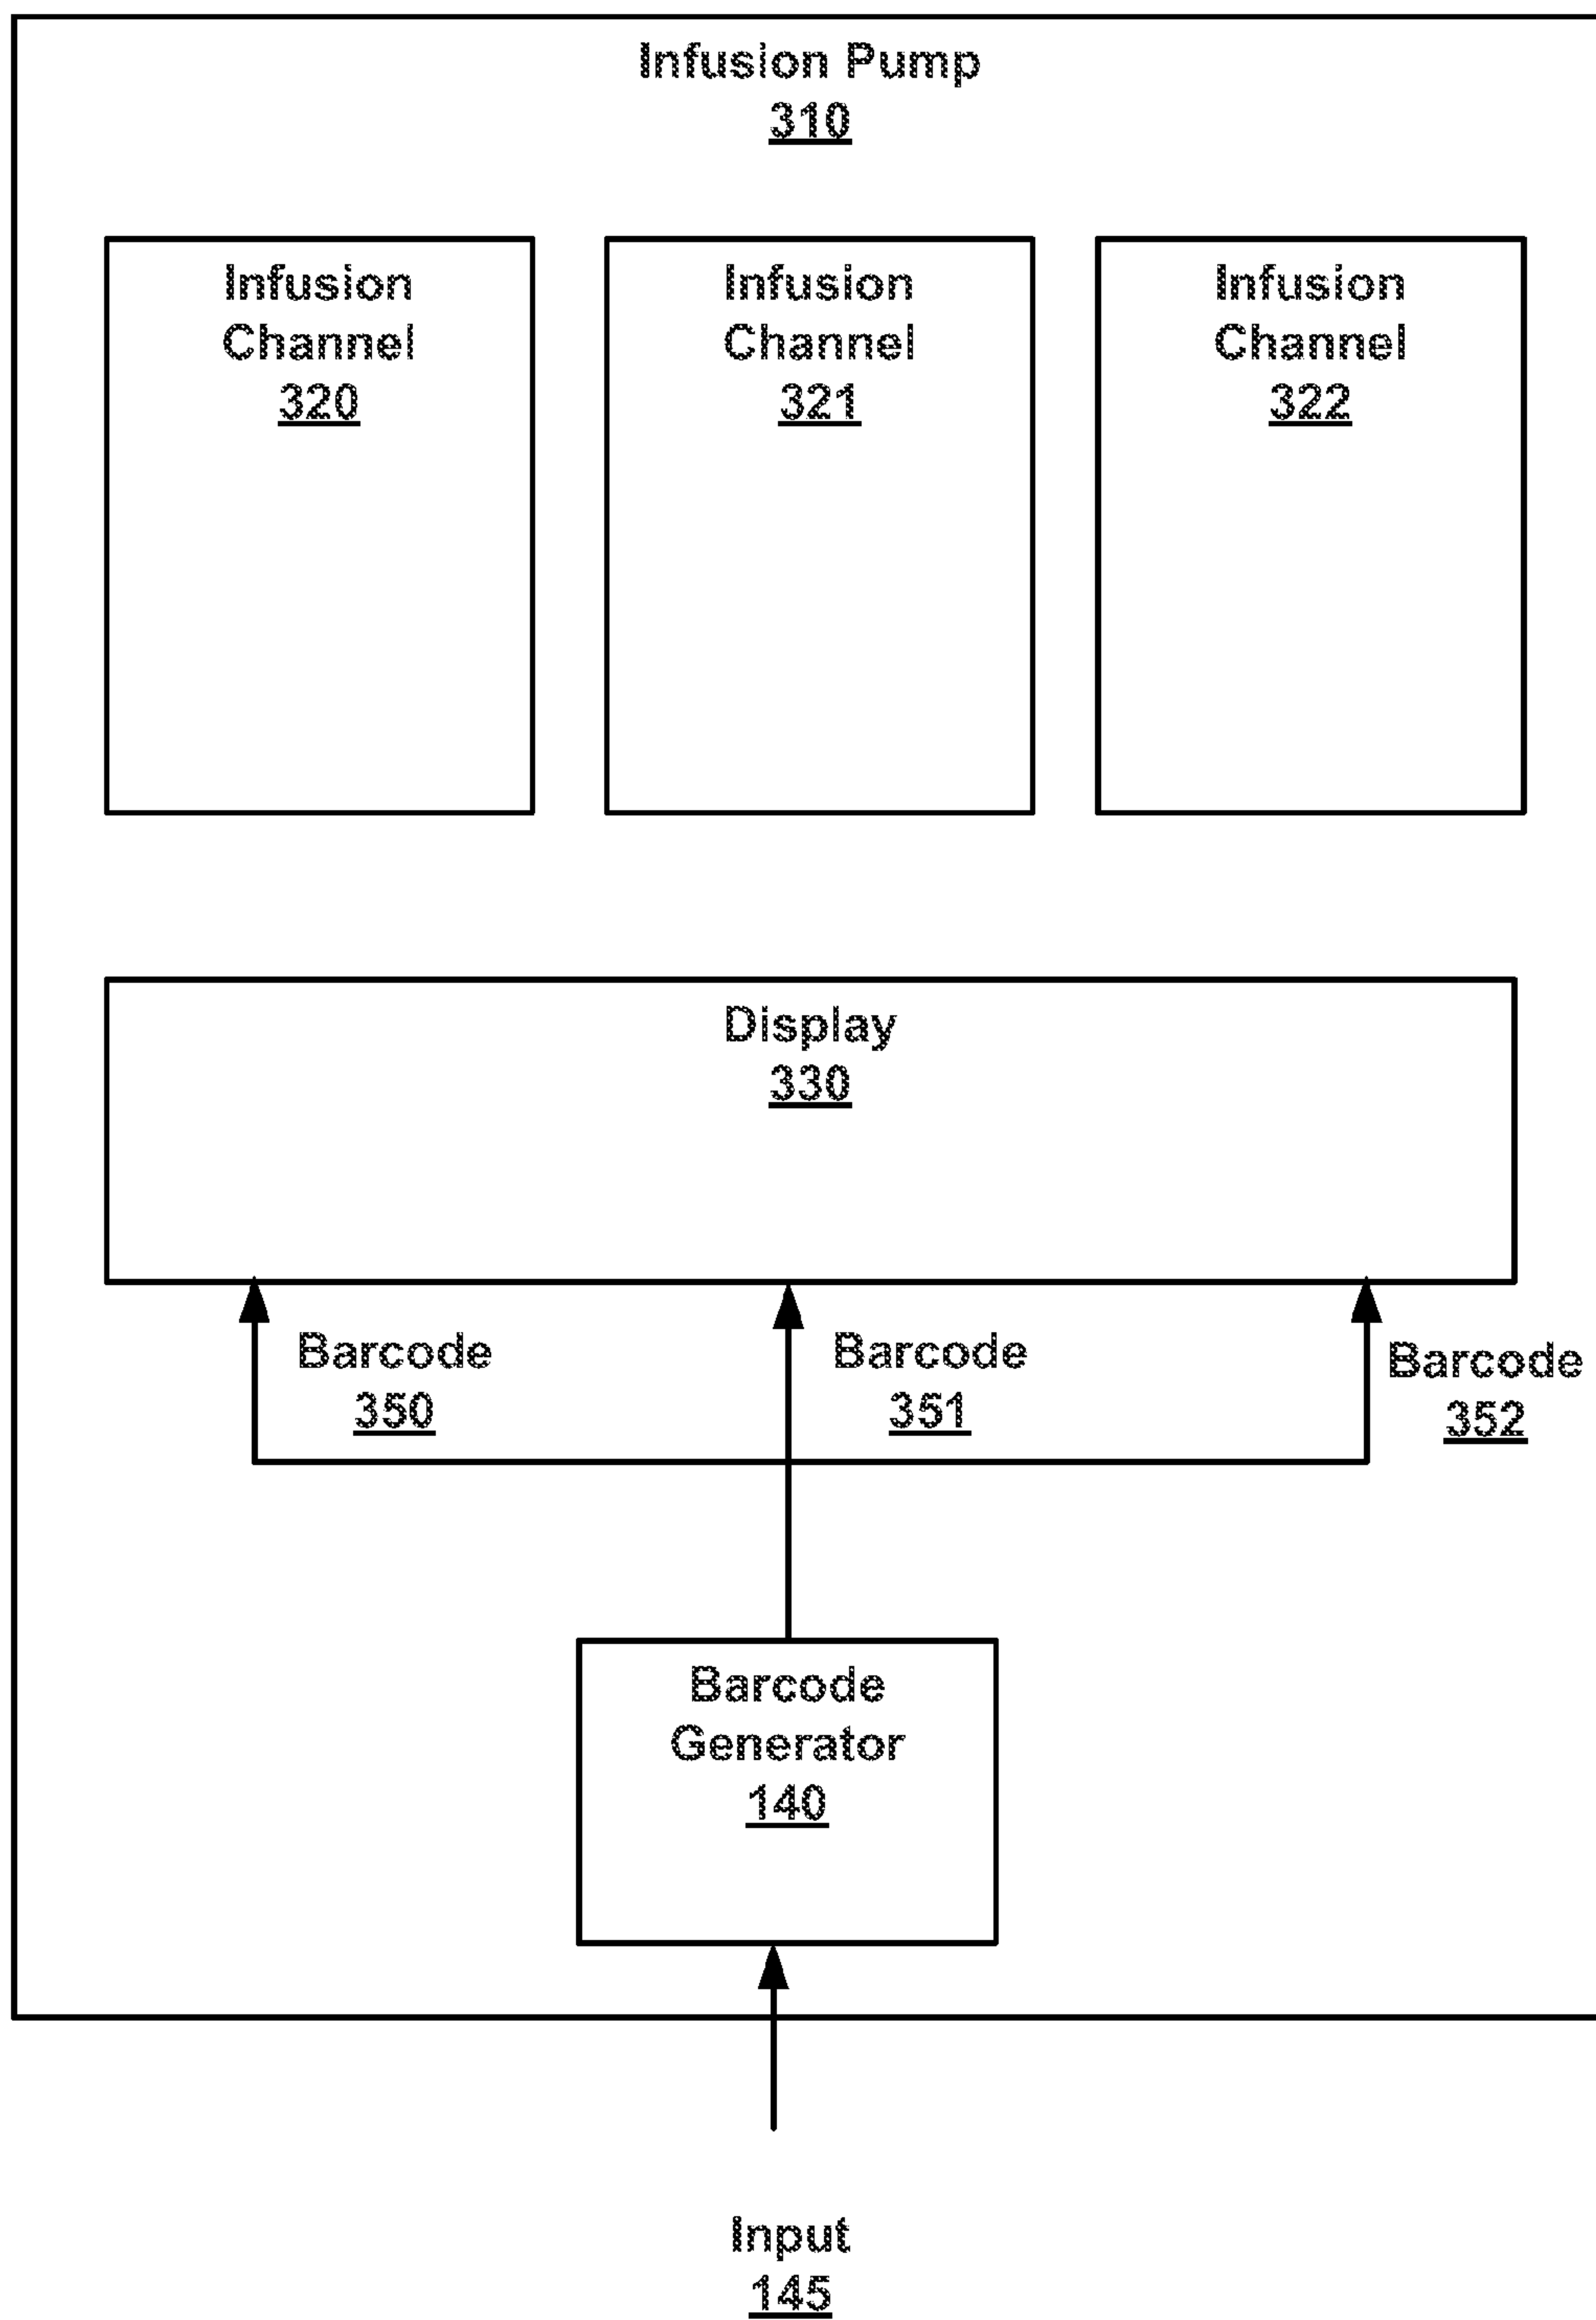 Infusion Pump
310
Infusion
Channel
320
Infusion
Channel
321
Infusion
Channel
322
Display
330
Barcode
350
Barcode
351
Barcode
352
Barcode
Generator
140
Input
145